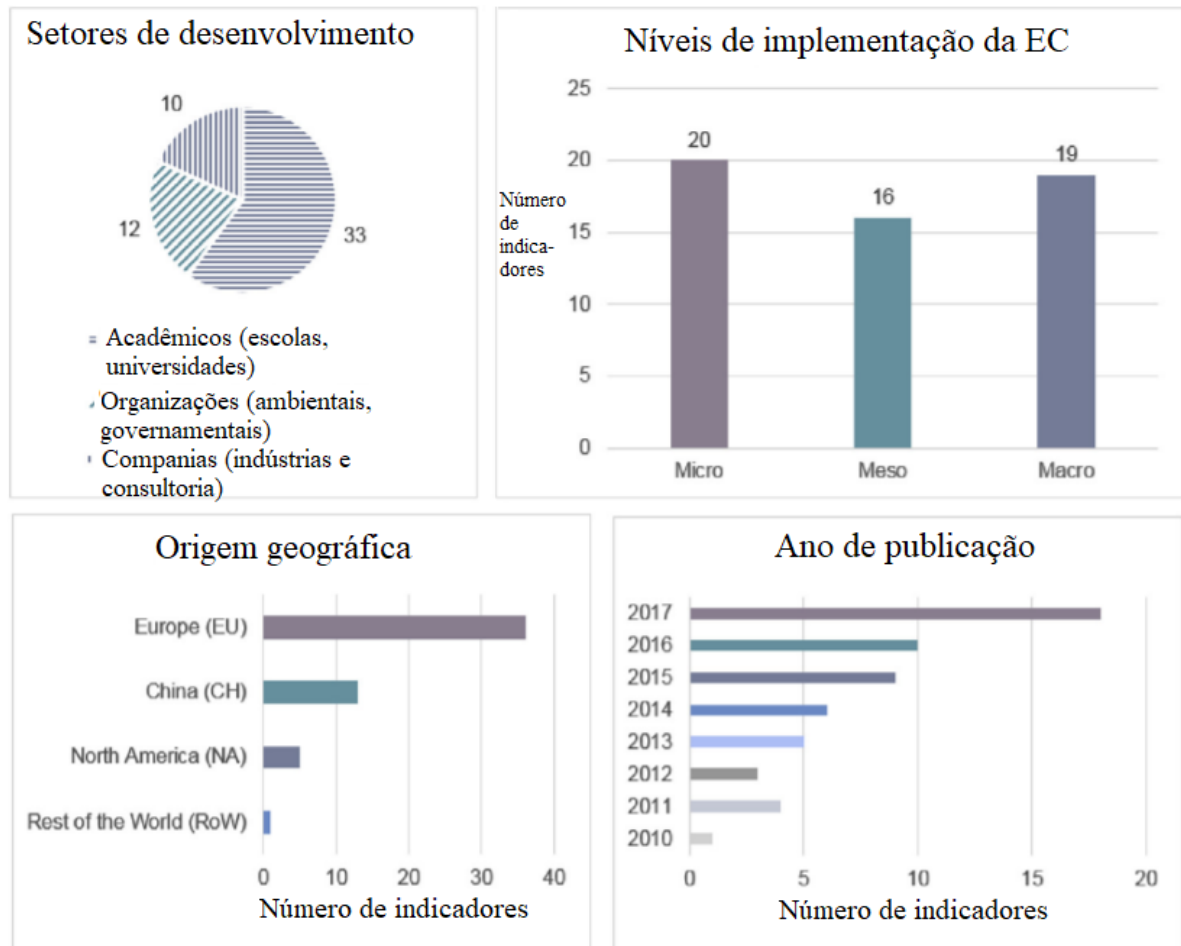 Setores de desenvolvimento
10
12
33
Acadêmicos (escolas,
universidades)
Organizações (ambientais,
governamentais)
Companias (indústrias e
consultoria)
Níveis de implementação da EC
Número
de
indica-
dores
25
20
15
10
5
0
20
16
19
Micro Meso Macro
Origem geográfica
Europe (EU)
China (CH)
North America (NA)
Rest of the World (RoW)
0 10 20 30 40
Número de indicadores
Ano de publicação
2017
2016
2015
2014
2013
2012
2011
2010
0 5 10 15 20
Número de indicadores